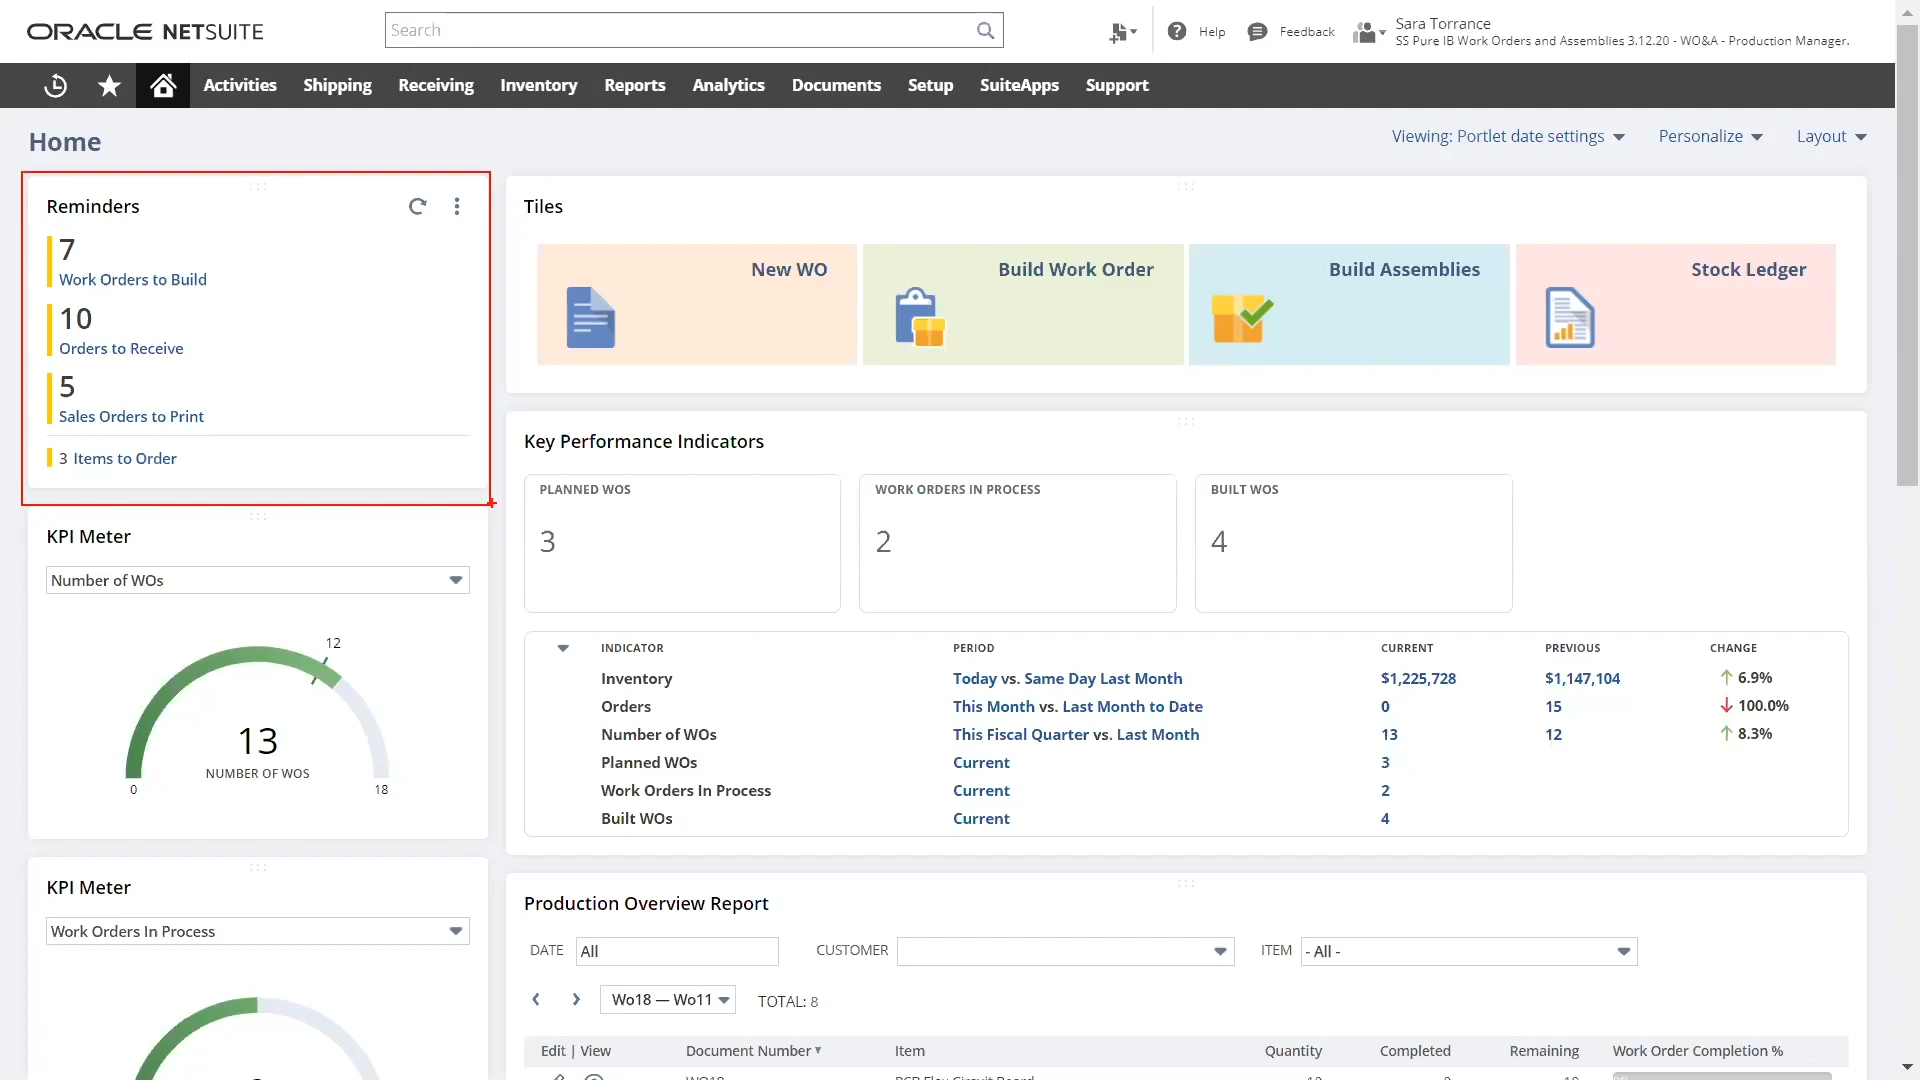 ORACLE NETSUITE
Search
Help
Feedback
Sara Torrance
SS Pure IB Work Orders and Assemblies 3.12.20 - WO&A - Production Manager.
Activities
Shipping
Receiving
Inventory
Reports
Analytics
Documents
Setup
SuiteApps
Support
Home
Viewing: Portlet date settings
Personalize
Layout
Reminders
7
Work Orders to Build
10
Orders to Receive
5
Sales Orders to Print
3 Items to Order
KPI Meter
Number of WOs
12
13
NUMBER OF WOS
0
18
KPI Meter
Work Orders In Process
Tiles
New WO
Build Work Order
Build Assemblies
Stock Ledger
Key Performance Indicators
PLANNED WOS
3
WORK ORDERS IN PROCESS
2
BUILT WOS
4
INDICATOR PERIOD CURRENT PREVIOUS CHANGE
Inventory Today vs. Same Day Last Month $1,225,728 $1,147,104 6.9%
Orders This Month vs. Last Month to Date 0 15 100.0%
Number of WOs This Fiscal Quarter vs. Last Month 13 12 8.3%
Planned WOs Current 3
Work Orders In Process Current 2
Built WOs Current 4
Production Overview Report
DATE All CUSTOMER ITEM - All -
Wo18 — Wo11 TOTAL: 8
Edit | View Document Number Item Quantity Completed Remaining Work Order Completion %